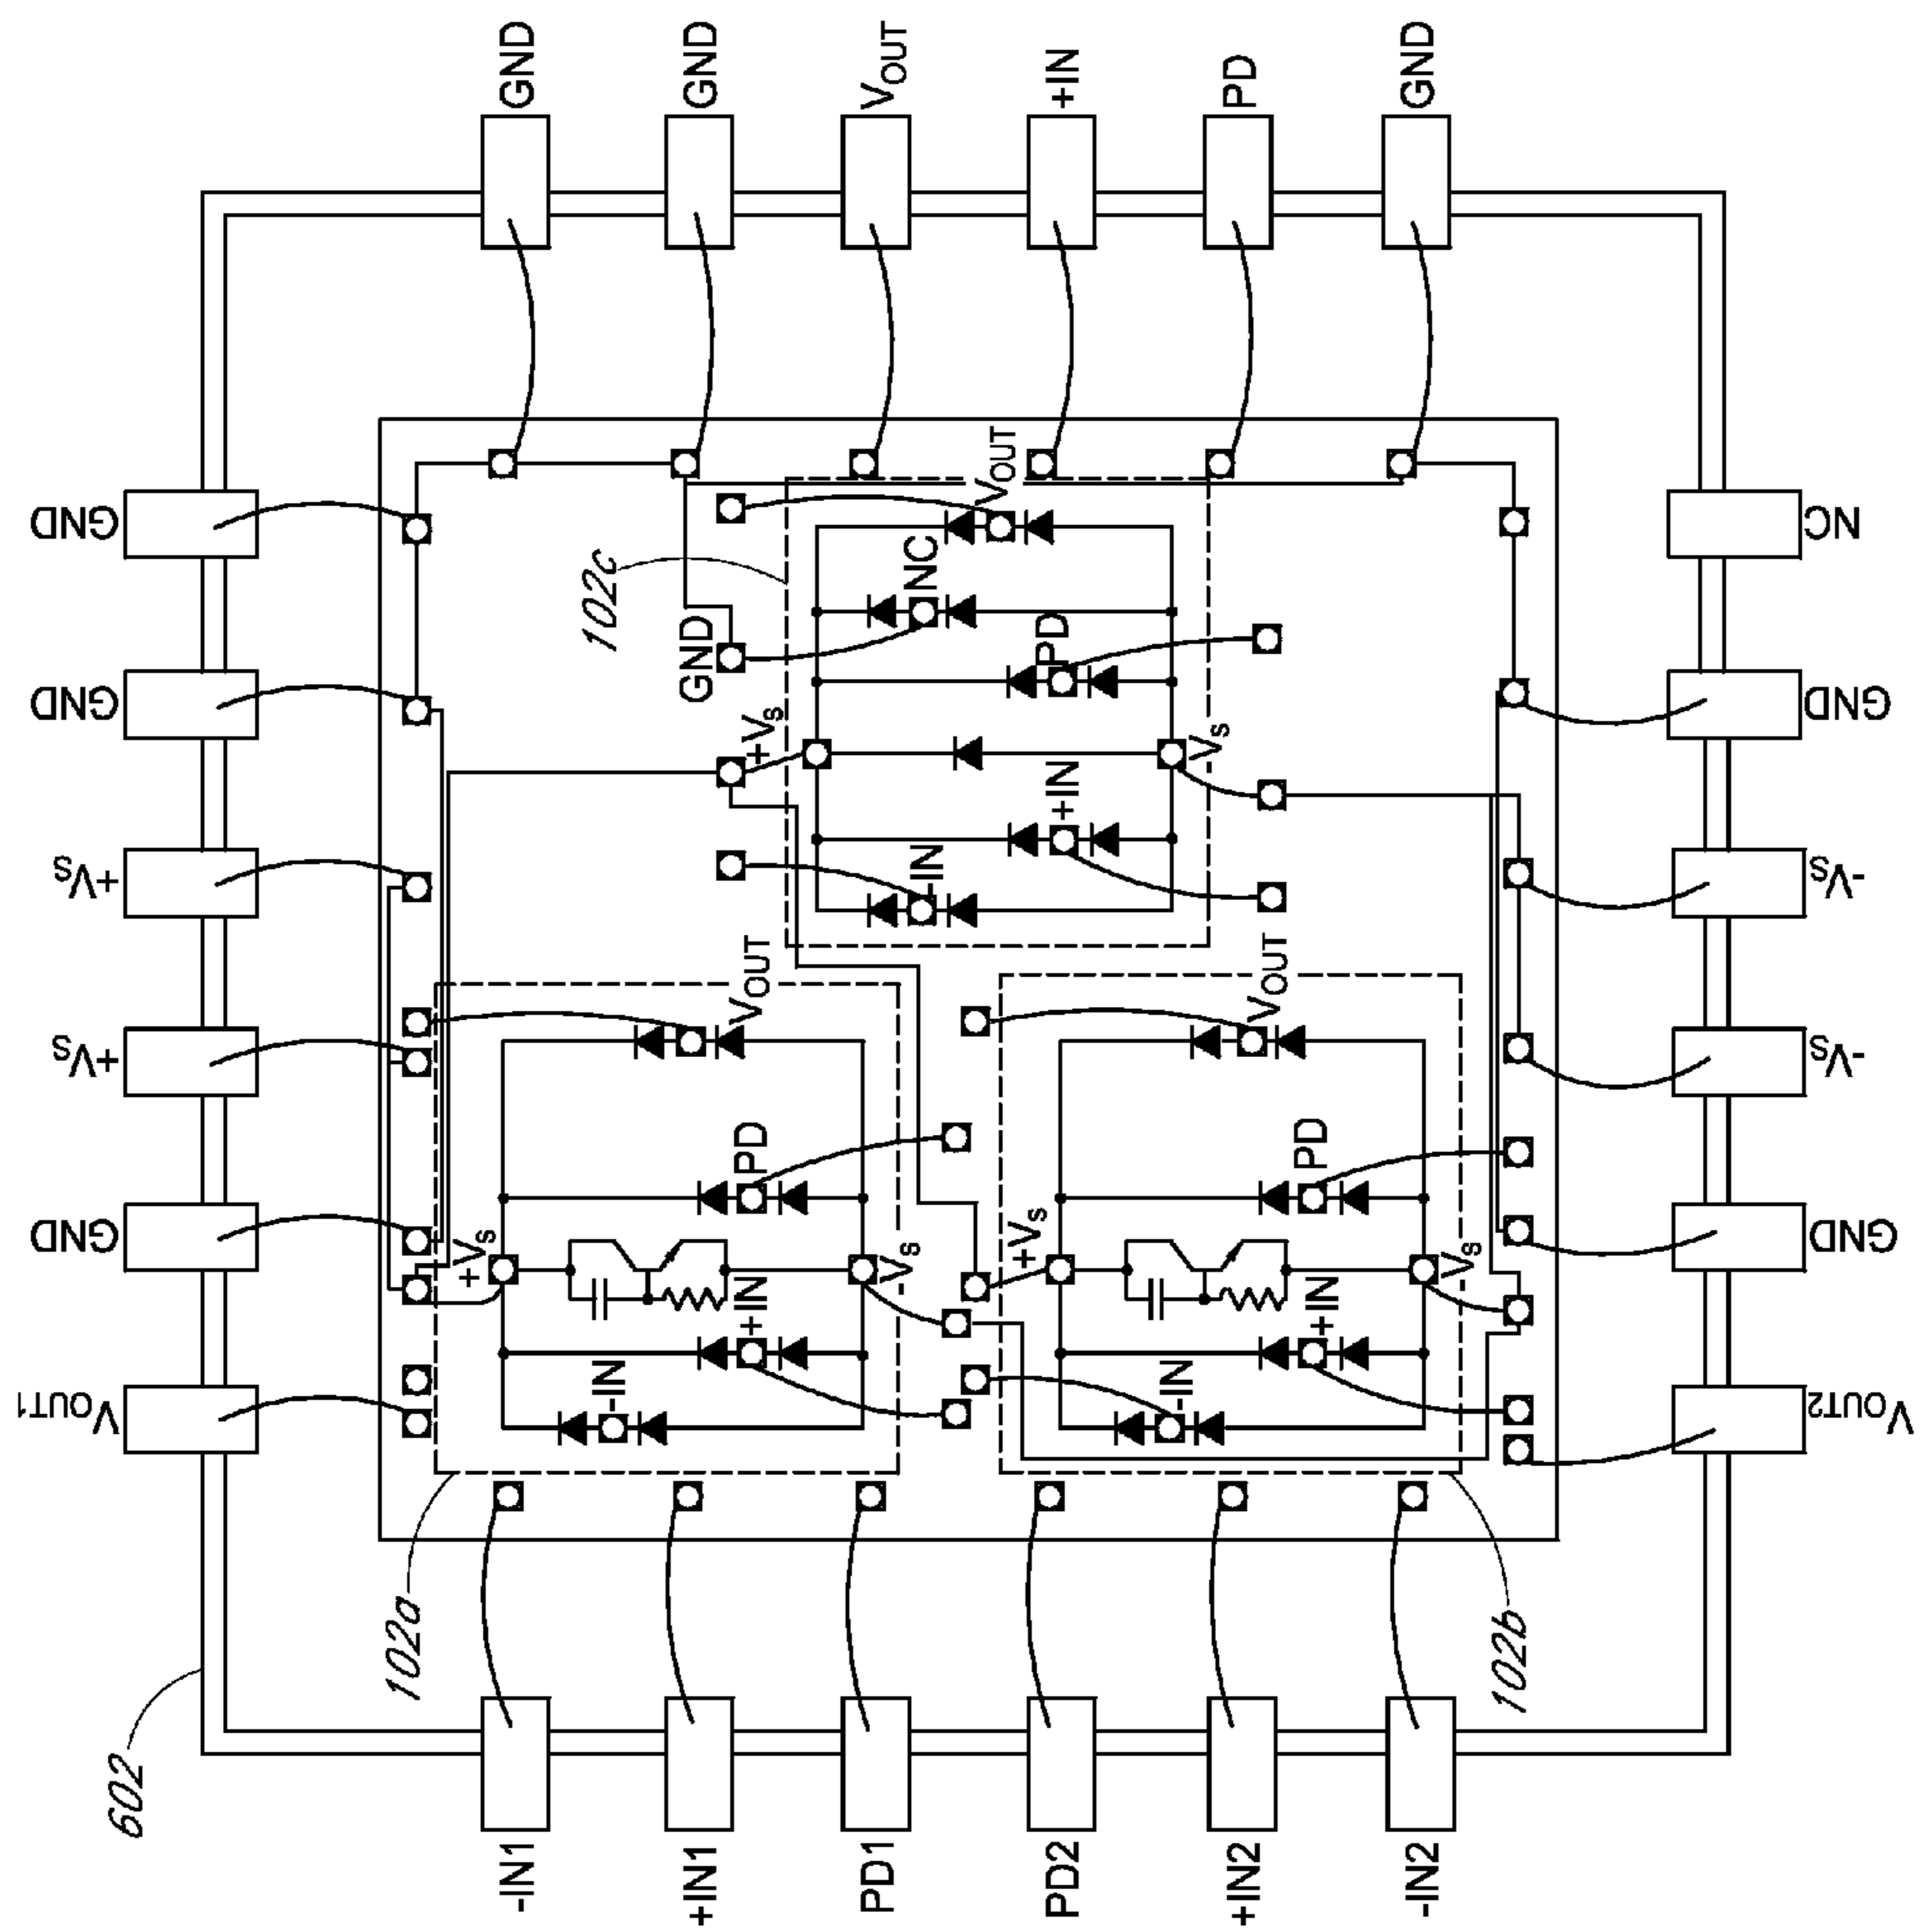 GND
GND
VOUT
+IN
PD
GND
GND
GND
+VS
+VS
GND
VOUT1
NC
GND
-VS
-VS
GND
VOUT2
102c
GND
+Vs
VOUT
NC
PD
-Vs
+IN
-IN
VOUT
PD
+Vs
-Vs
+IN
-IN
VOUT
PD
+Vs
-Vs
+IN
-IN
102a
102b
602
-IN1
+IN1
PD1
PD2
+IN2
-IN2